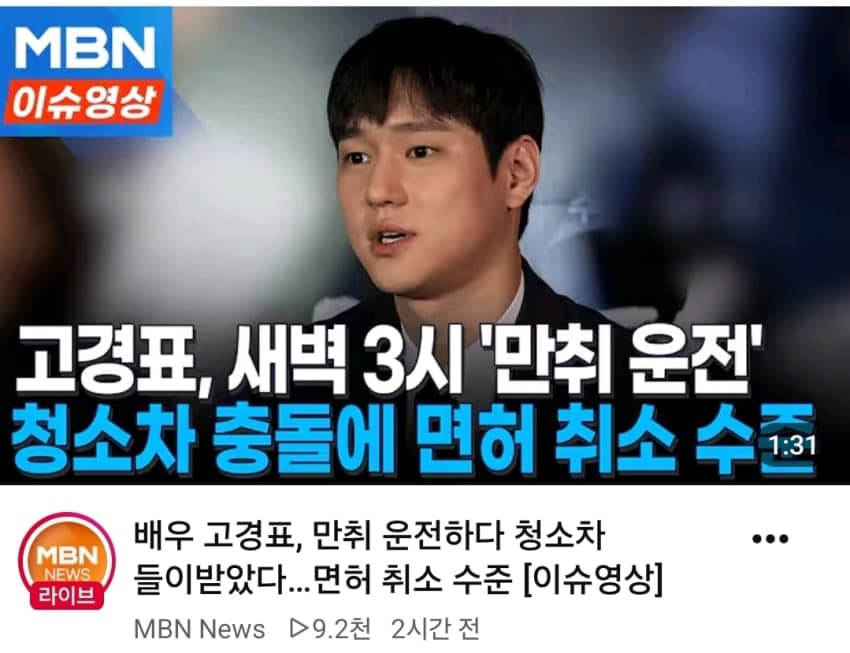 MBN
이슈영상
고경표, 새벽 3시 '만취 운전'
청소차 충돌에 면허 취소 수준
1:31
배우 고경표, 만취 운전하다 청소차
들이받았다...면허 취소 수준 [이슈영상]
MBN
NEWS
라이브
MBN News ▷9.2천 2시간 전